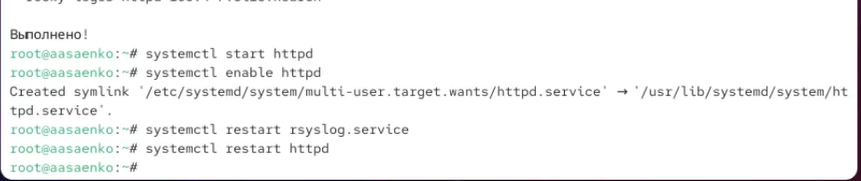 Выполнено!
root@aasaenko:~# systemctl start httpd
root@aasaenko:~# systemctl enable httpd
Created symlink '/etc/systemd/system/multi-user.target.wants/httpd.service' → '/usr/lib/systemd/system/ht
tpd.service'.
root@aasaenko:~# systemctl restart rsyslog.service
root@aasaenko:~# systemctl restart httpd
root@aasaenko:~#